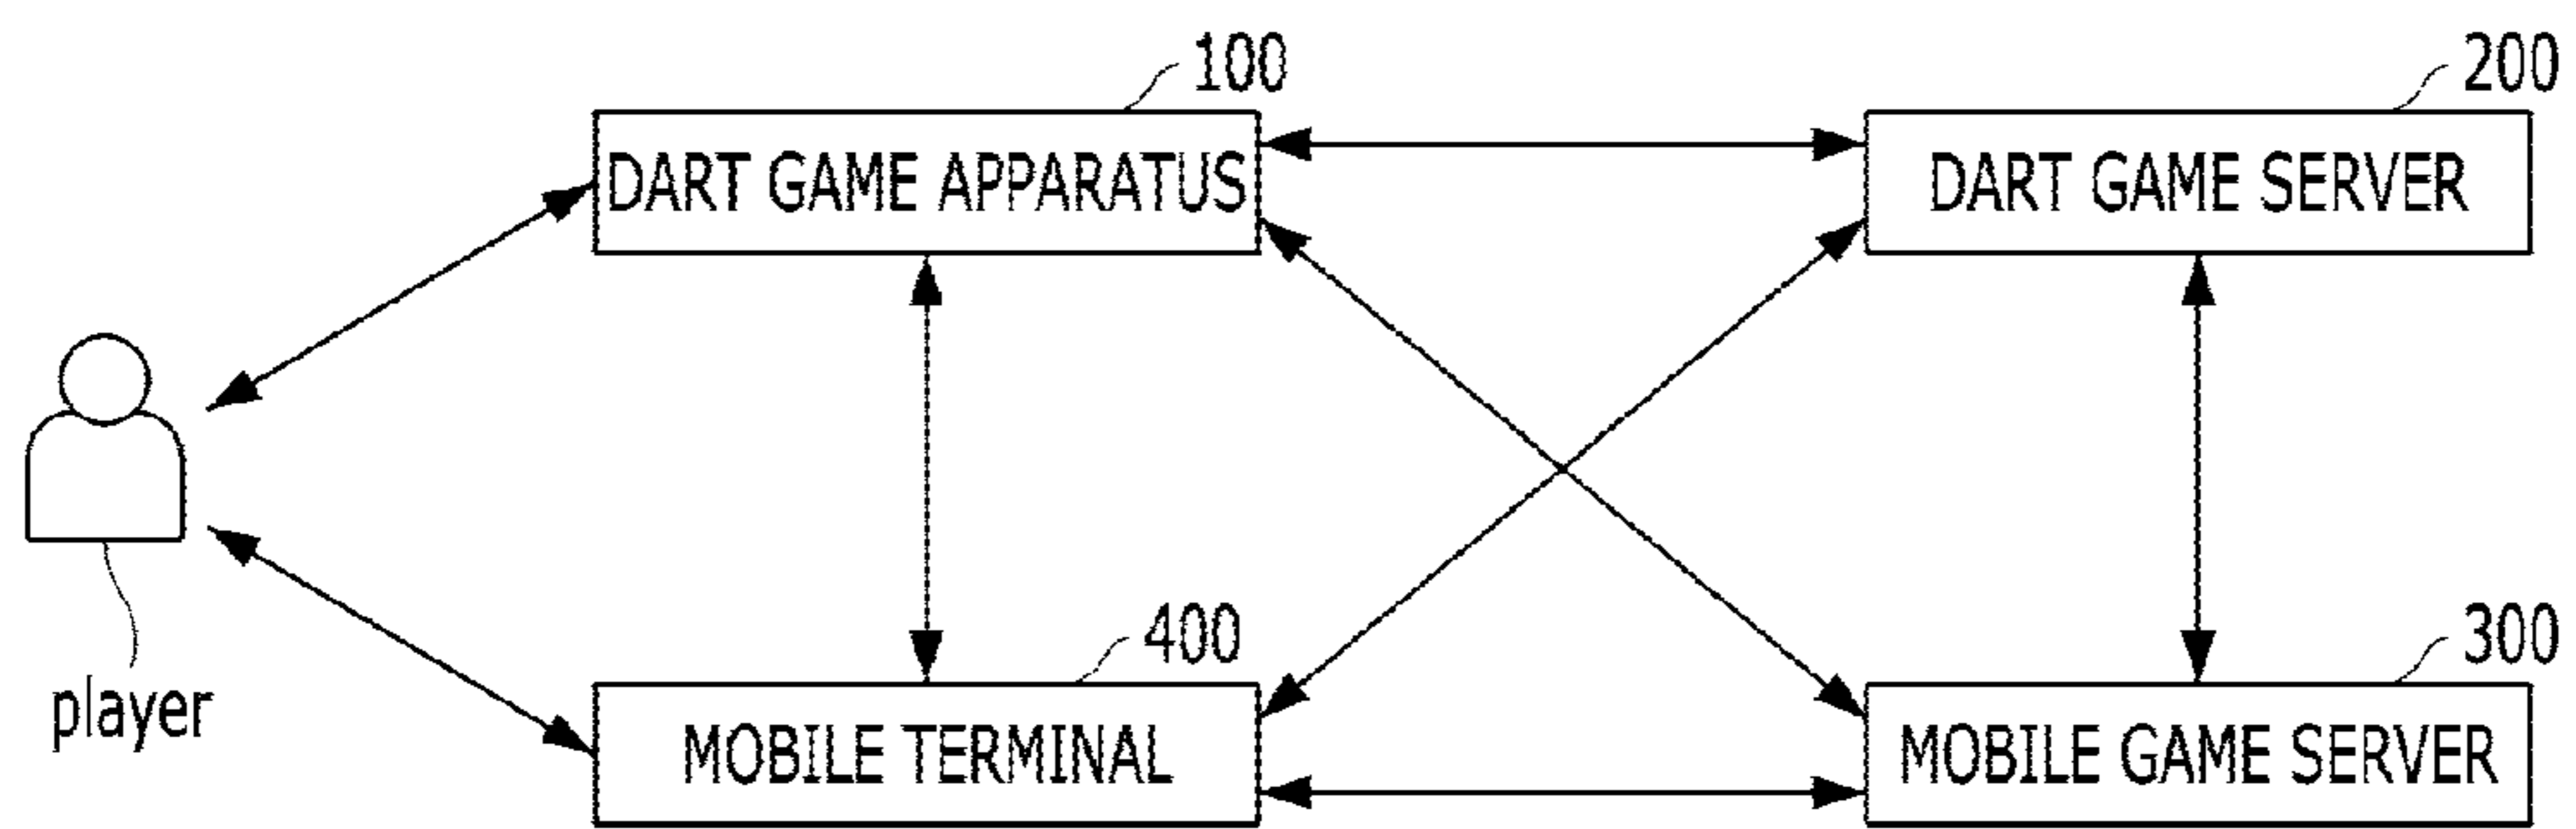 100
200
DART GAME APPARATUS
DART GAME SERVER
player
400
300
MOBILE TERMINAL
MOBILE GAME SERVER